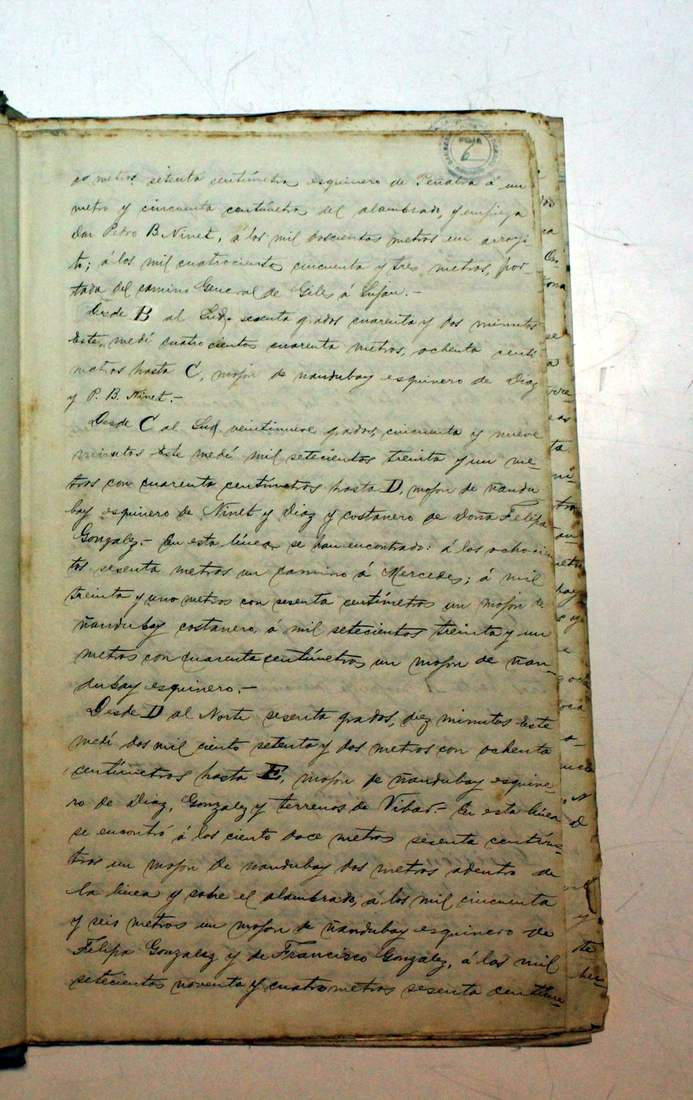 6
co metros setenta centímetros esquinero de Peñalva á un
metro y cincuenta centímetros del alambrado, y empieza
Don Pedro B. Ninet, á los mil doscientos metros un arroyi-
to; á los mil cuatrocientos cincuenta y tres metros, por-
tada del camino General de Giles á Lujan.-
Desde B al Sud, sesenta grados cuarenta y dos minutos
Este, medí cuatrocientos cuarenta metros, ochenta centí
metros hasta C, mojon de ñandubay esquinero de Diaz
y P. B. Ninet.-
Desde C al Sud veintinueve grados, cincuenta y nueve
minutos Este medí mil setecientos treinta y un me-
tros con cuarenta centímetros hasta D, mojon de ñandu
bay esquinero de Ninet y Diaz y costanero de Doña Felipa
Gonzalez.- En esta línea se han encontrado: á los ochocien
tos sesenta metros un camino á Mercedes; á mil
treinta y uno metros con sesenta centímetros un mojon de
ñandubay costanero, á mil setecientos treinta y un
metros con cuarenta centímetros un mojon de ñan-
dubay esquinero.-
Desde D al Norte sesenta grados, diez minutos Este
medí dos mil ciento setenta y dos metros con ochenta
centímetros hasta E, mojon de ñandubay esquine-
ro de Diaz, Gonzalez y terrenos de Vibar.- En esta línea
se encontró á los ciento doce metros sesenta centíme-
tros un mojon de ñandubay dos metros adentro de
la línea y sobre el alambrado, á los mil cincuenta
y seis metros un mojon de ñandubay esquinero de
Felipa Gonzalez y de Francisco Gonzalez, á los mil
setecientos noventa y cuatro metros sesenta centíme-